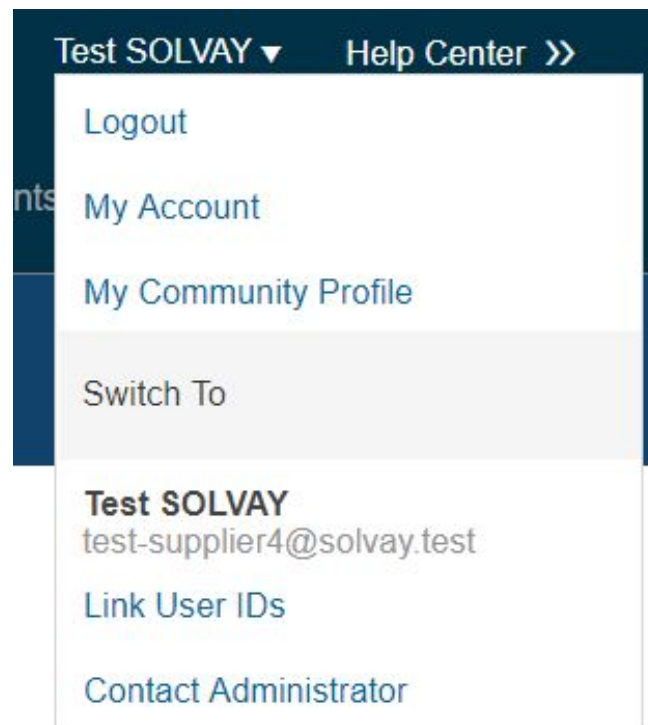 Test SOLVAY ▼ Help Center »
Logout
nts
My Account
My Community Profile
Switch To
Test SOLVAY
test-supplier4@solvay.test
Link User IDs
Contact Administrator